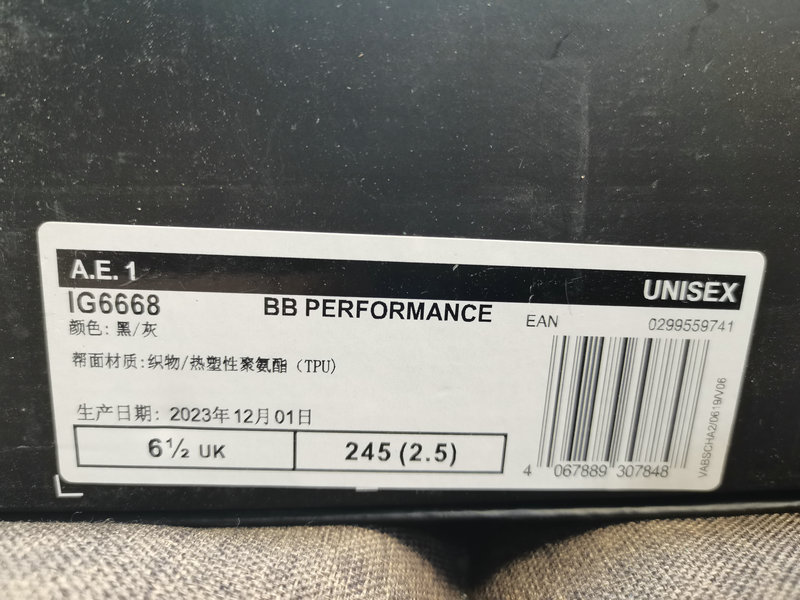 A.E. 1
UNISEX
IG6668
BB PERFORMANCE
EAN
0299559741
颜色: 黑/灰
帮面材质: 织物/热塑性聚氨酯 (TPU)
生产日期: 2023年12月01日
6½ UK
245 (2.5)
4 067889 307848
VABSCHA2/0619/V06